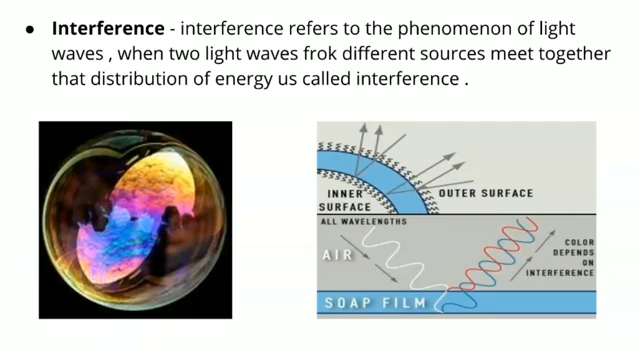 ● Interference - interference refers to the phenomenon of light
waves , when two light waves frok different sources meet together
that distribution of energy us called interference .
INNER
SURFACE
OUTER SURFACE
ALL WAVELENGTHS
AIR
COLOR
DEPENDS
ON
INTERFERENCE
SOAP FILM